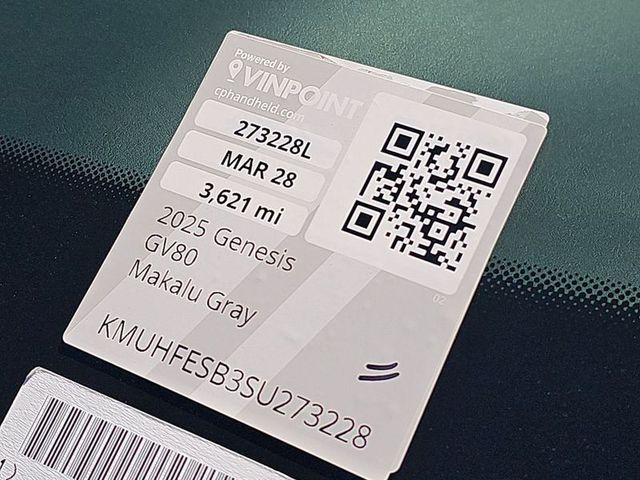 Powered by
VINPOINT
cphandheld.com
273228L
MAR 28
3,621 mi
2025 Genesis
GV80
Makalu Gray
02
KMUHFESB3SU273228